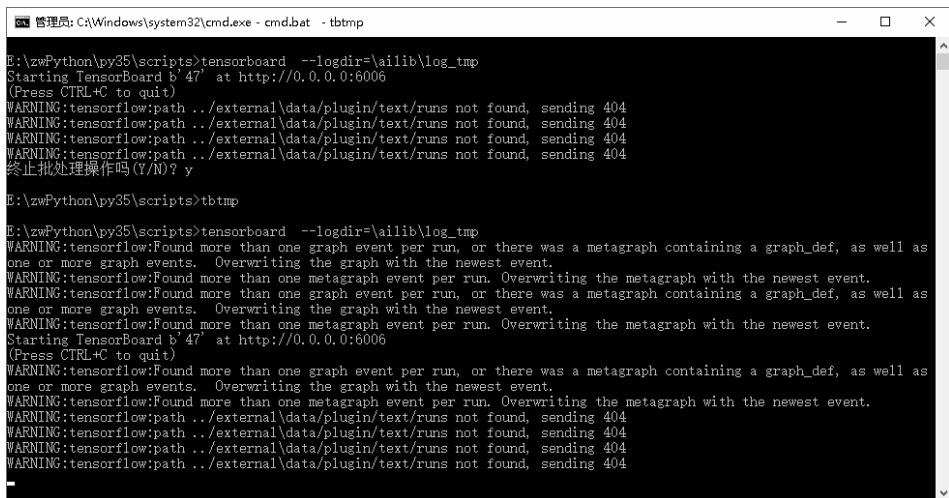 管理员: C:\Windows\system32\cmd.exe - cmd.bat - tbtmp
E:\zwPython\py35\scripts>tensorboard  --logdir=\ailib\log_tmp
Starting TensorBoard b'47' at http://0.0.0.0:6006
(Press CTRL+C to quit)
WARNING:tensorflow:path ../external\data/plugin/text/runs not found, sending 404
WARNING:tensorflow:path ../external\data/plugin/text/runs not found, sending 404
WARNING:tensorflow:path ../external\data/plugin/text/runs not found, sending 404
WARNING:tensorflow:path ../external\data/plugin/text/runs not found, sending 404
终止批处理操作吗(Y/N)? y
E:\zwPython\py35\scripts>tbtmp
E:\zwPython\py35\scripts>tensorboard  --logdir=\ailib\log_tmp
WARNING:tensorflow:Found more than one graph event per run, or there was a metagraph containing a graph_def, as well as
one or more graph events.  Overwriting the graph with the newest event.
WARNING:tensorflow:Found more than one metagraph event per run. Overwriting the metagraph with the newest event.
WARNING:tensorflow:Found more than one graph event per run, or there was a metagraph containing a graph_def, as well as
one or more graph events.  Overwriting the graph with the newest event.
WARNING:tensorflow:Found more than one metagraph event per run. Overwriting the metagraph with the newest event.
Starting TensorBoard b'47' at http://0.0.0.0:6006
(Press CTRL+C to quit)
WARNING:tensorflow:Found more than one graph event per run, or there was a metagraph containing a graph_def, as well as
one or more graph events.  Overwriting the graph with the newest event.
WARNING:tensorflow:Found more than one metagraph event per run. Overwriting the metagraph with the newest event.
WARNING:tensorflow:path ../external\data/plugin/text/runs not found, sending 404
WARNING:tensorflow:path ../external\data/plugin/text/runs not found, sending 404
WARNING:tensorflow:path ../external\data/plugin/text/runs not found, sending 404
WARNING:tensorflow:path ../external\data/plugin/text/runs not found, sending 404